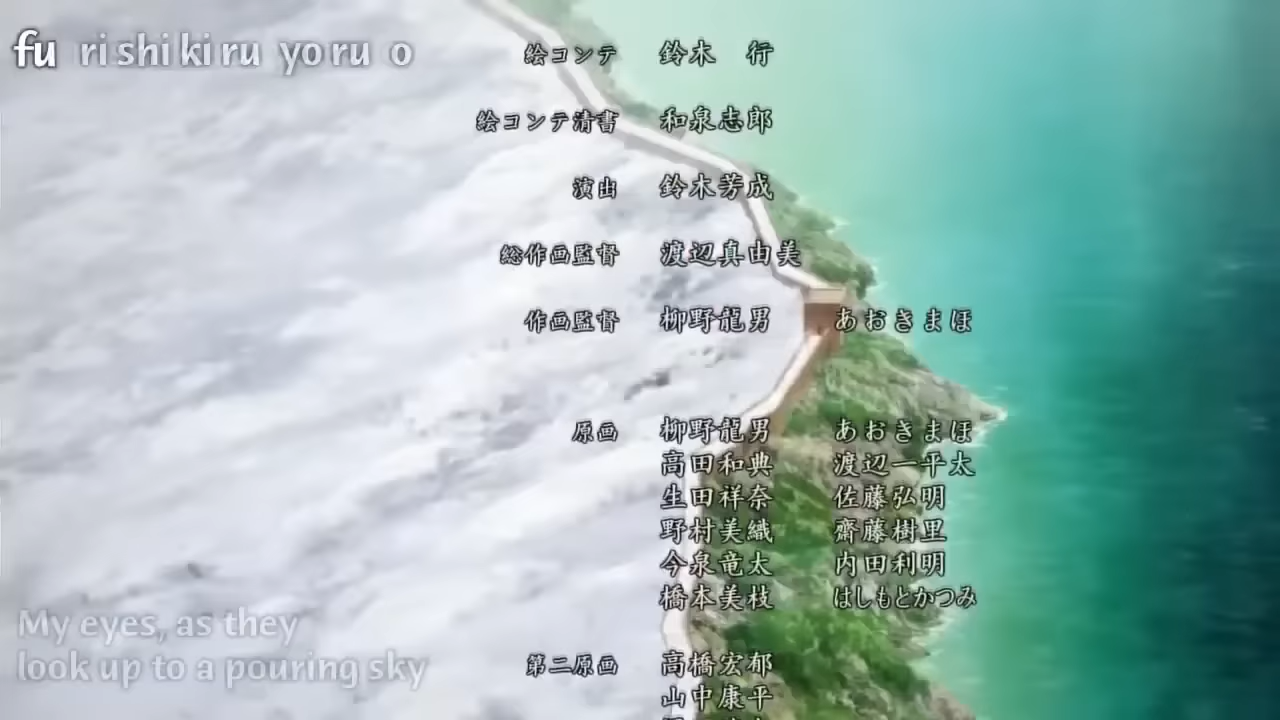 fu rishikiru yoru o
絵コンテ 鈴木 行
絵コンテ清書 和泉志郎
演出 鈴木芳成
総作画監督 渡辺真由美
作画監督 柳野龍男 あおきまほ
原画 柳野龍男 あおきまほ
高田和典 渡辺一平太
生田祥奈 佐藤弘明
野村美織 齋藤樹里
今泉竜太 内田利明
橋本美枝 はしもとかつみ
My eyes, as they
look up to a pouring sky
第二原画 高橋宏郁
山中康平